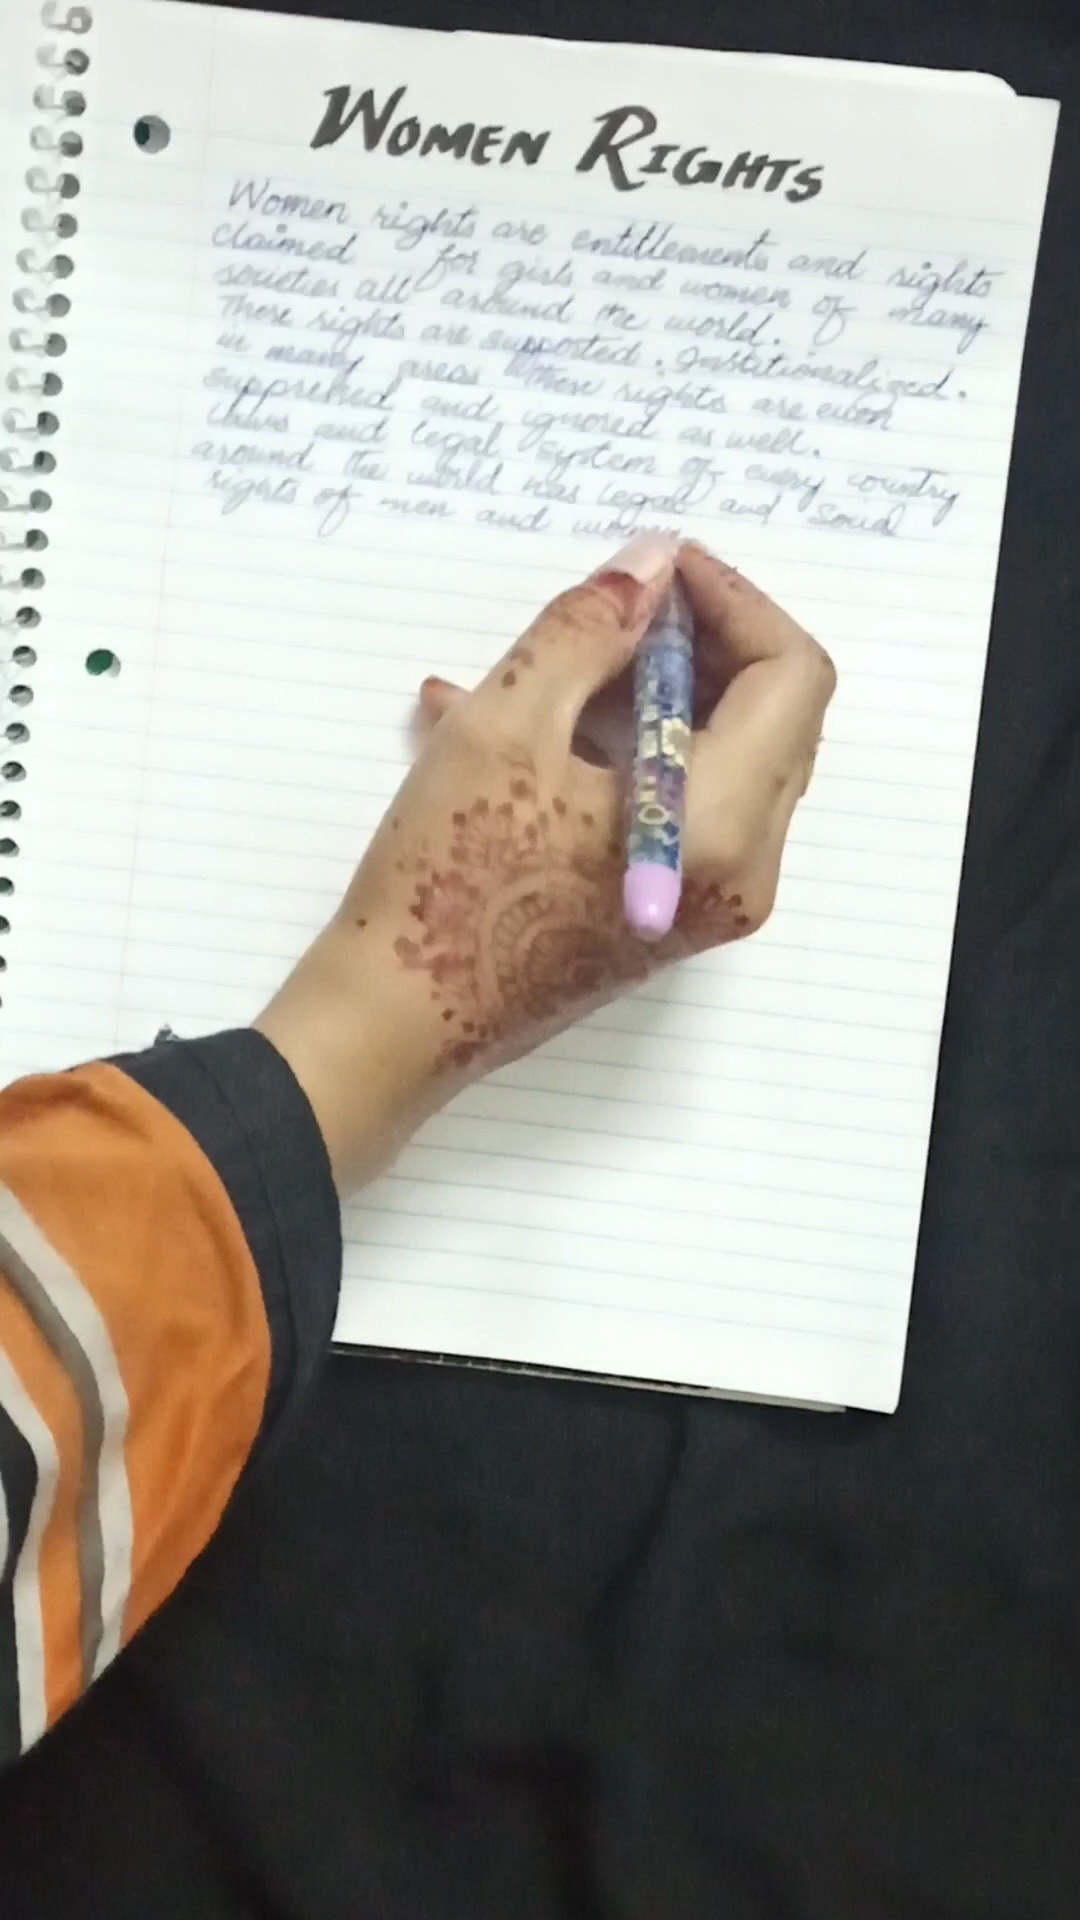 WOMEN RIGHTS
Women rights are entitlements and rights
claimed for girls and women of many
societies all around the world.
These rights are supported. Institionalized.
in many areas these rights are even
suppressed and ignored as well.
Laws and legal system of every country
around the world has legal and social
rights of men and women